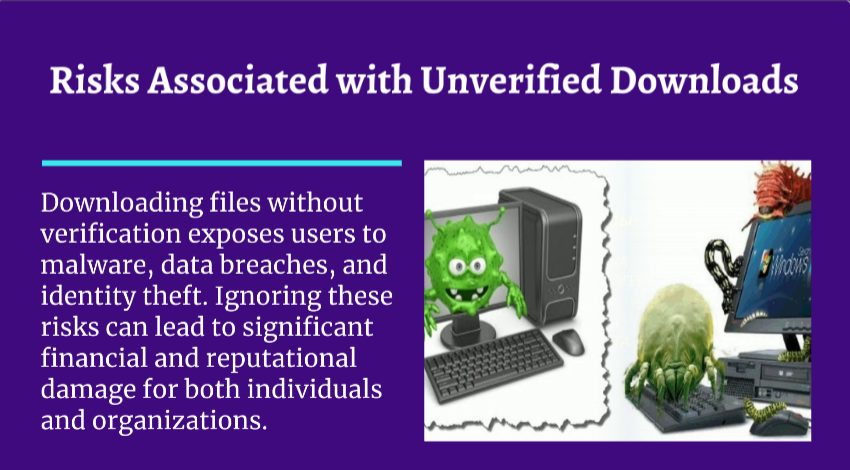 Risks Associated with Unverified Downloads
Downloading files without
verification exposes users to
malware, data breaches, and
identity theft. Ignoring these
risks can lead to significant
financial and reputational
damage for both individuals
and organizations.
Windows